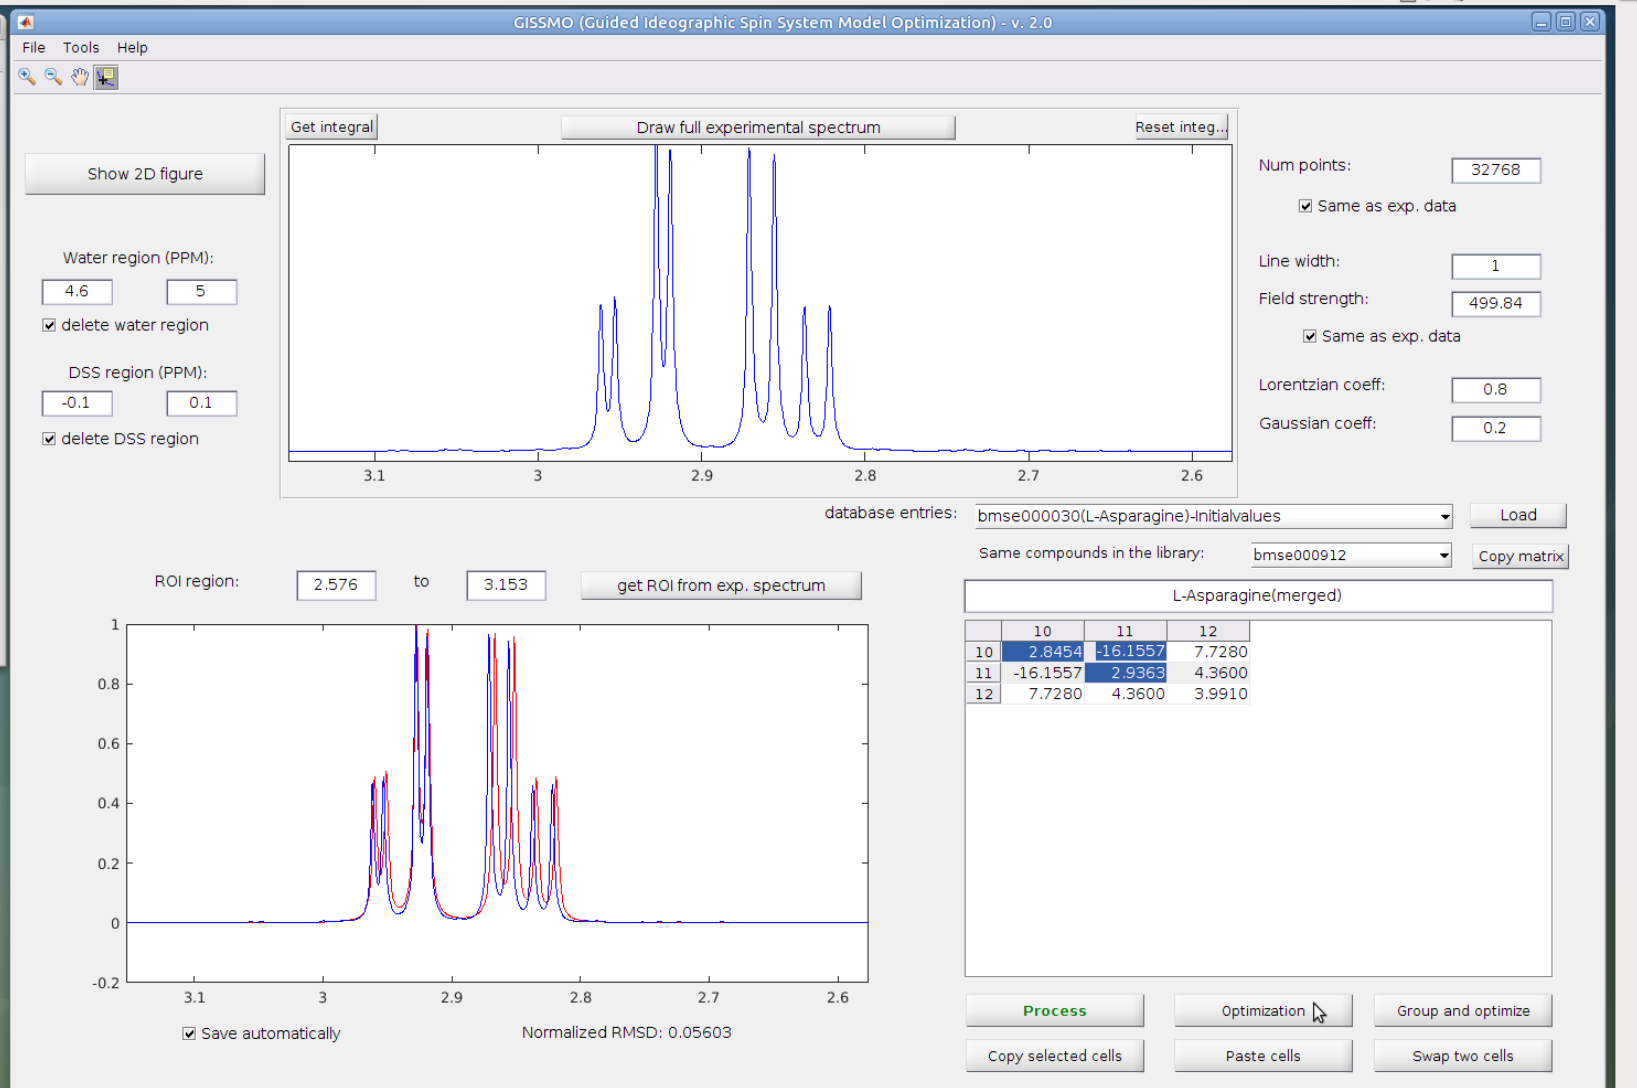 GISSMO (Guided Ideographic Spin System Model Optimization) - v. 2.0
File Tools Help
Get integral Draw full experimental spectrum Reset integ...
Show 2D figure
Water region (PPM):
4.6 5
delete water region
DSS region (PPM):
-0.1 0.1
delete DSS region
3.1 3 2.9 2.8 2.7 2.6
Num points: 32768
Same as exp. data
Line width: 1
Field strength: 499.84
Same as exp. data
Lorentzian coeff: 0.8
Gaussian coeff: 0.2
database entries: bmse000030(L-Asparagine)-Initialvalues Load
Same compounds in the library: bmse000912 Copy matrix
ROI region: 2.576 to 3.153 get ROI from exp. spectrum
L-Asparagine(merged)
10 11 12
10 2.8454 -16.1557 7.7280
11 -16.1557 2.9363 4.3600
12 7.7280 4.3600 3.9910
1
0.8
0.6
0.4
0.2
0
-0.2
3.1 3 2.9 2.8 2.7 2.6
Save automatically Normalized RMSD: 0.05603
Process Optimization Group and optimize
Copy selected cells Paste cells Swap two cells